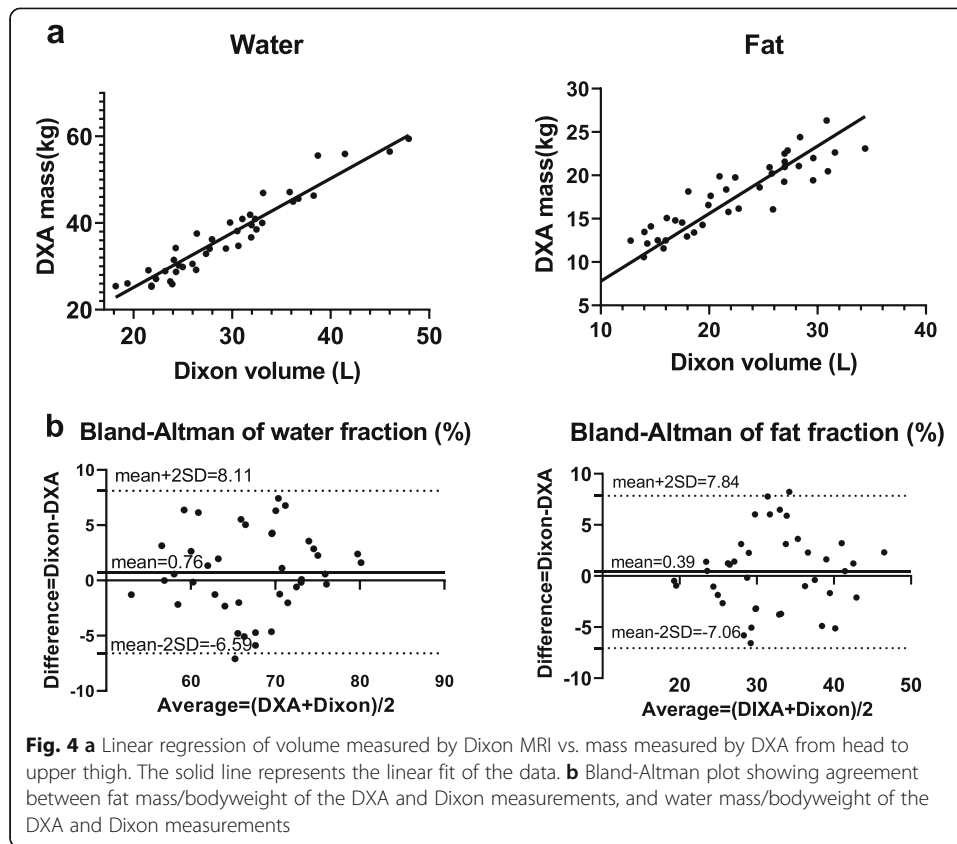 a
Water
Fat
DXA mass(kg)
60
40
20
20
30
40
50
Dixon volume (L)
DXA mass(kg)
30
25
20
15
10
5
10
20
30
40
Dixon volume (L)
b
Bland-Altman of water fraction (%)
Bland-Altman of fat fraction (%)
Difference=Dixon-DXA
10
5
0
-5
-10
mean+2SD=8.11
mean=0.76
mean-2SD=-6.59
60
70
80
90
Average=(DXA+Dixon)/2
Difference=Dixon-DXA
10
5
0
-5
-10
mean+2SD=7.84
mean=0.39
mean-2SD=-7.06
20
30
40
50
Average=(DIXA+Dixon)/2
Fig. 4 a Linear regression of volume measured by Dixon MRI vs. mass measured by DXA from head to
upper thigh. The solid line represents the linear fit of the data. b Bland-Altman plot showing agreement
between fat mass/bodyweight of the DXA and Dixon measurements, and water mass/bodyweight of the
DXA and Dixon measurements